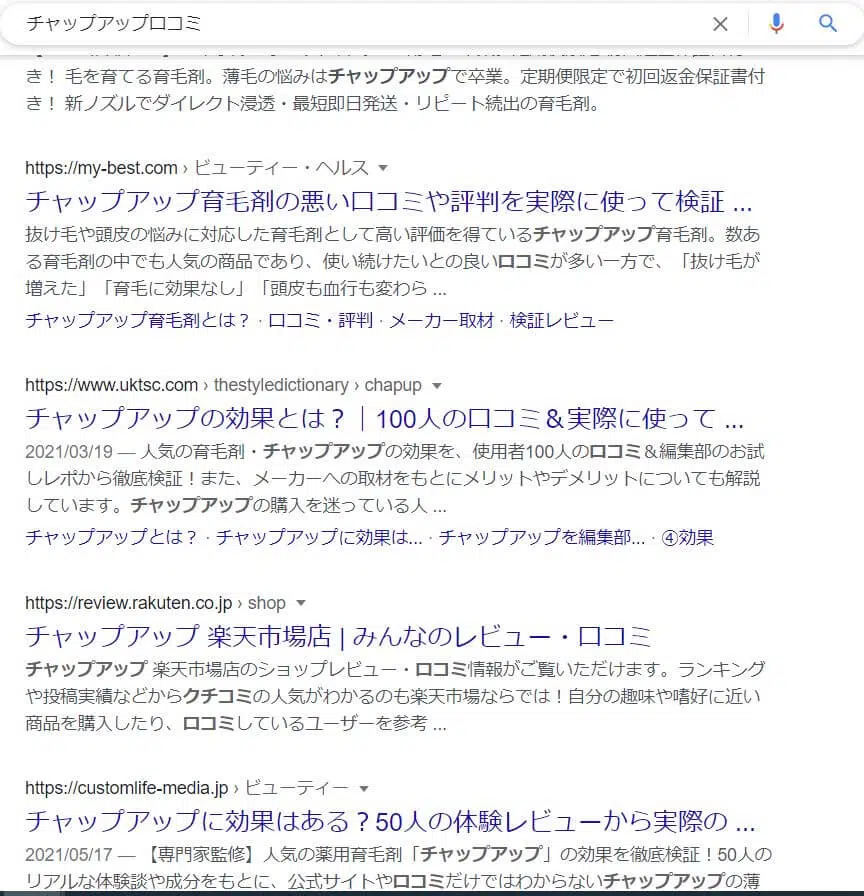 チャップアップ口コミ
き！ 毛を育てる育毛剤。薄毛の悩みはチャップアップで卒業。定期便限定で初回返金保証書付
き！ 新ノズルでダイレクト浸透・最短即日発送・リピート続出の育毛剤。
https://my-best.com › ビューティー・ヘルス
チャップアップ育毛剤の悪い口コミや評判を実際に使って検証 ...
抜け毛や頭皮の悩みに対応した育毛剤として高い評価を得ているチャップアップ育毛剤。数あ
る育毛剤の中でも人気の商品であり、使い続けたいとの良い口コミが多い一方で、「抜け毛が
増えた」「育毛に効果なし」「頭皮も血行も変わら ...
チャップアップ育毛剤とは？ · 口コミ・評判 · メーカー取材 · 検証レビュー
https://www.uktsc.com › thestyledictionary › chapup
チャップアップの効果とは？｜100人の口コミ＆実際に使って ...
2021/03/19 — 人気の育毛剤・チャップアップの効果を、使用者100人の口コミ＆編集部のお試
しレポから徹底検証！また、メーカーへの取材をもとにメリットやデメリットについても解説
しています。チャップアップの購入を迷っている人 ...
チャップアップとは？ · チャップアップに効果は... · チャップアップを編集部... · ④効果
https://review.rakuten.co.jp › shop
チャップアップ 楽天市場店 | みんなのレビュー・口コミ
チャップアップ 楽天市場店のショップレビュー・口コミ情報がご覧いただけます。ランキング
や投稿実績などからクチコミの人気がわかるのも楽天市場ならでは！自分の趣味や嗜好に近い
商品を購入したり、口コミしているユーザーを参考 ...
https://customlife-media.jp › ビューティー
チャップアップに効果はある？50人の体験レビューから実際の ...
2021/05/17 — 【専門家監修】人気の薬用育毛剤「チャップアップ」の効果を徹底検証！50人の
リアルな体験談や成分をもとに、公式サイトや口コミだけではわからないチャップアップの薄